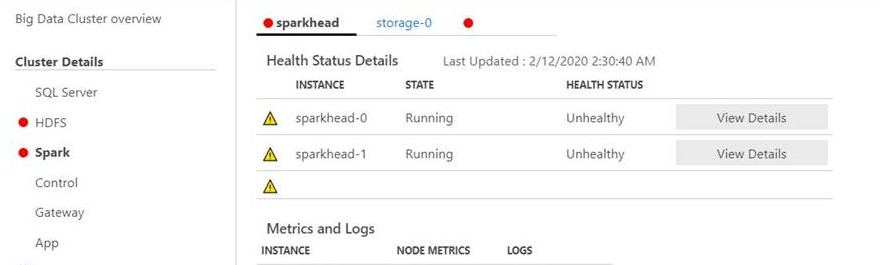 Big Data Cluster overview
Cluster Details
SQL Server
HDFS
Spark
Control
Gateway
App
sparkhead storage-0
Health Status Details Last Updated : 2/12/2020 2:30:40 AM
INSTANCE STATE HEALTH STATUS
sparkhead-0 Running Unhealthy View Details
sparkhead-1 Running Unhealthy View Details
Metrics and Logs
INSTANCE NODE METRICS LOGS